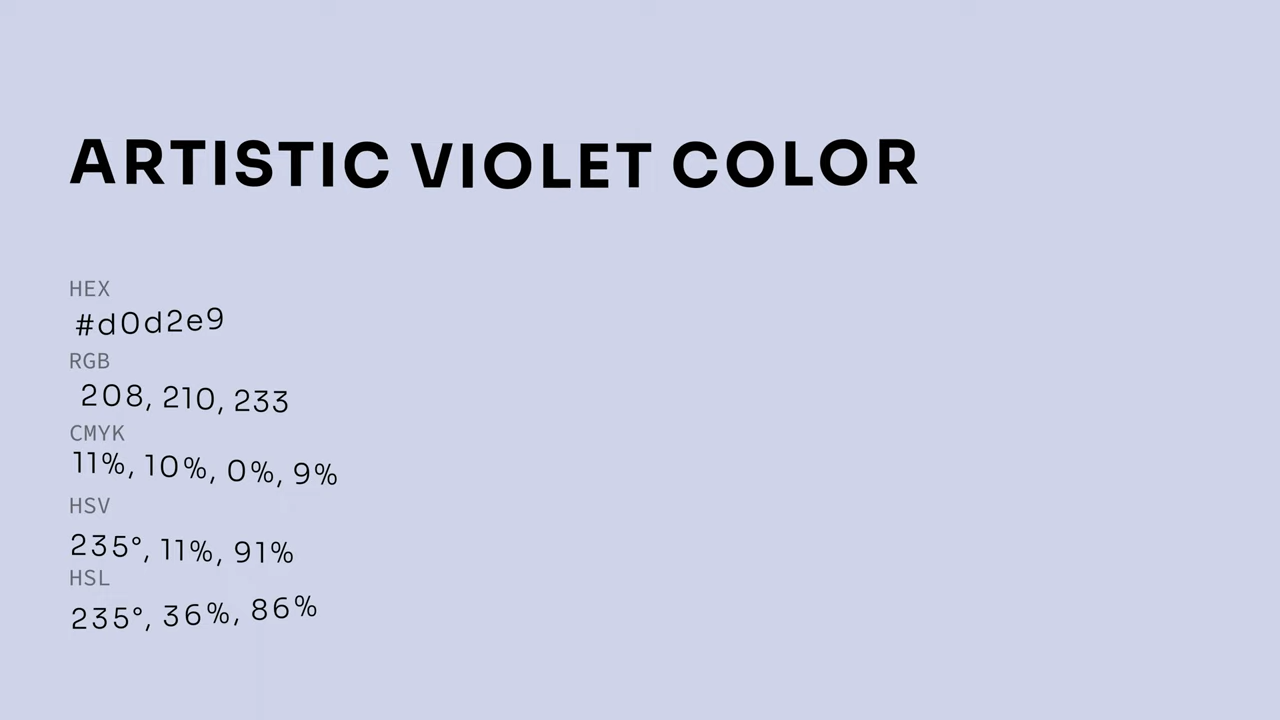 ARTISTIC VIOLET COLOR
HEX
#d0d2e9
RGB
208, 210, 233
CMYK
11%, 10%, 0%, 9%
HSV
235°, 11%, 91%
HSL
235°, 36%, 86%